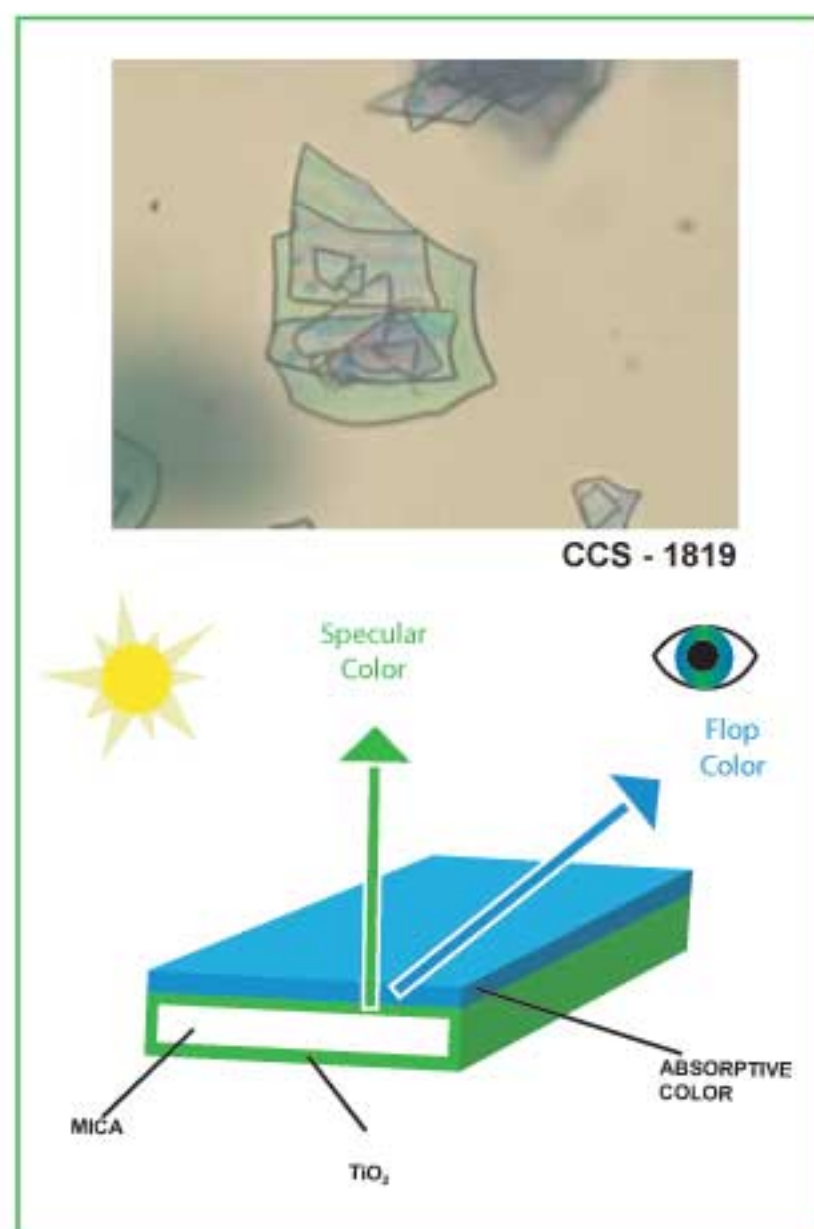 CCS - 1819
Specular
Color
Flop
Color
ABSORPTIVE
COLOR
MICA
TiO₂